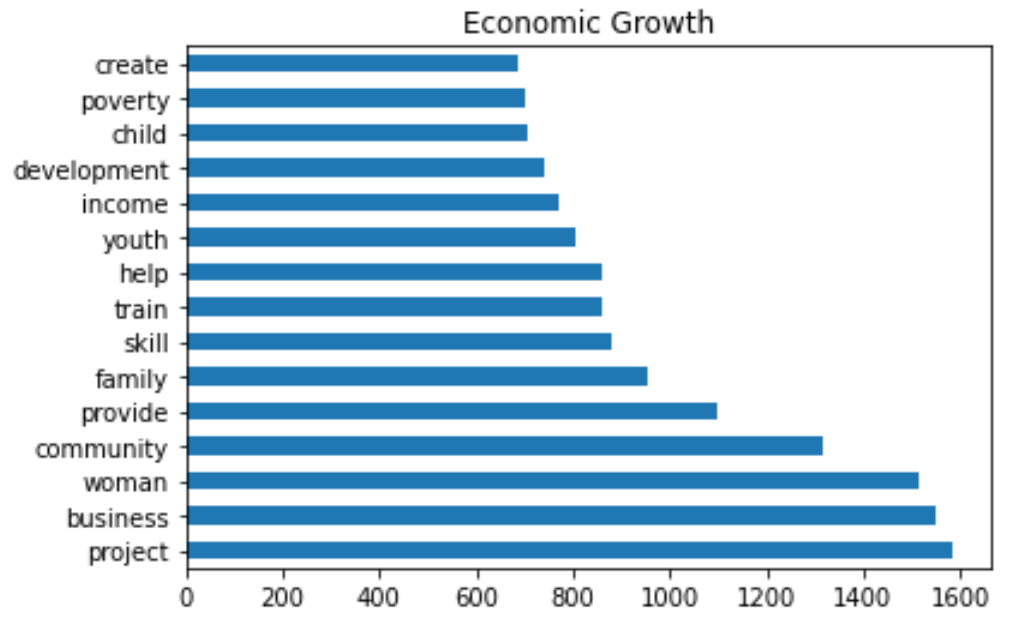 Economic Growth
create
poverty
child
development
income
youth
help
train
skill
family
provide
community
woman
business
project
0 200 400 600 800 1000 1200 1400 1600